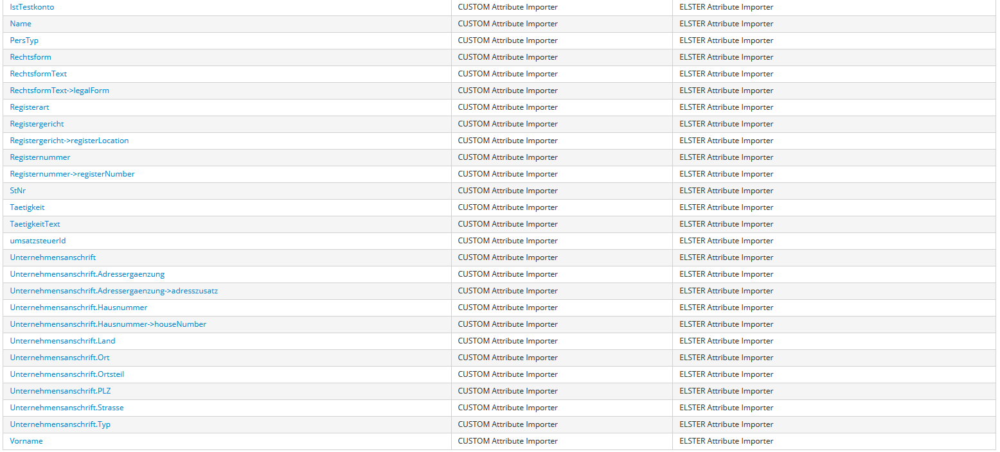 IstTestkonto CUSTOM Attribute Importer ELSTER Attribute Importer
Name CUSTOM Attribute Importer ELSTER Attribute Importer
PersTyp CUSTOM Attribute Importer ELSTER Attribute Importer
Rechtsform CUSTOM Attribute Importer ELSTER Attribute Importer
RechtsformText CUSTOM Attribute Importer ELSTER Attribute Importer
RechtsformText->legalForm CUSTOM Attribute Importer ELSTER Attribute Importer
Registerart CUSTOM Attribute Importer ELSTER Attribute Importer
Registergericht CUSTOM Attribute Importer ELSTER Attribute Importer
Registergericht->registerLocation CUSTOM Attribute Importer ELSTER Attribute Importer
Registernummer CUSTOM Attribute Importer ELSTER Attribute Importer
Registernummer->registerNumber CUSTOM Attribute Importer ELSTER Attribute Importer
StNr CUSTOM Attribute Importer ELSTER Attribute Importer
Taetigkeit CUSTOM Attribute Importer ELSTER Attribute Importer
TaetigkeitText CUSTOM Attribute Importer ELSTER Attribute Importer
umsatzsteuerId CUSTOM Attribute Importer ELSTER Attribute Importer
Unternehmensanschrift CUSTOM Attribute Importer ELSTER Attribute Importer
Unternehmensanschrift.Adressergaenzung CUSTOM Attribute Importer ELSTER Attribute Importer
Unternehmensanschrift.Adressergaenzung->adresszusatz CUSTOM Attribute Importer ELSTER Attribute Importer
Unternehmensanschrift.Hausnummer CUSTOM Attribute Importer ELSTER Attribute Importer
Unternehmensanschrift.Hausnummer->houseNumber CUSTOM Attribute Importer ELSTER Attribute Importer
Unternehmensanschrift.Land CUSTOM Attribute Importer ELSTER Attribute Importer
Unternehmensanschrift.Ort CUSTOM Attribute Importer ELSTER Attribute Importer
Unternehmensanschrift.Ortsteil CUSTOM Attribute Importer ELSTER Attribute Importer
Unternehmensanschrift.PLZ CUSTOM Attribute Importer ELSTER Attribute Importer
Unternehmensanschrift.Strasse CUSTOM Attribute Importer ELSTER Attribute Importer
Unternehmensanschrift.Typ CUSTOM Attribute Importer ELSTER Attribute Importer
Vorname CUSTOM Attribute Importer ELSTER Attribute Importer